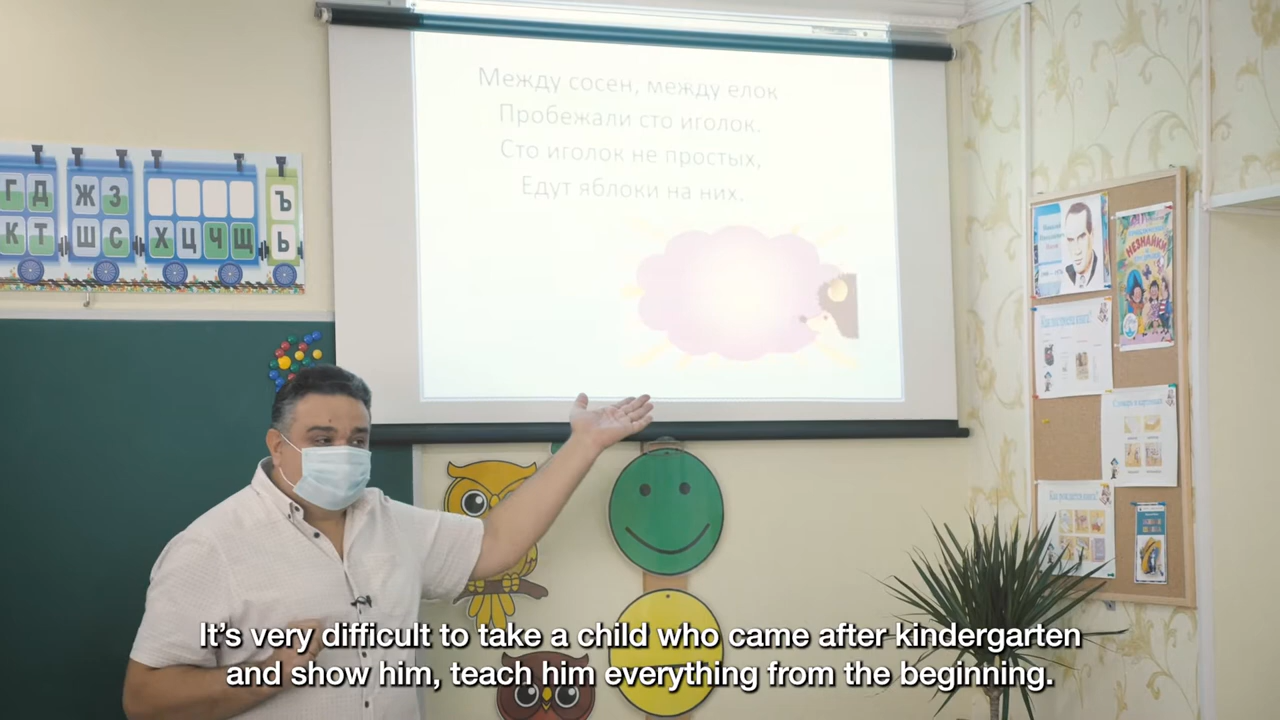 Между сосен, между елок
Пробежали сто иголок.
Сто иголок не простых,
Едут яблоки на них.
Г Д Ж З Ъ
К Т Ш С Х Ц Ч Щ Ь
НЕЗНАЙКИ
It’s very difficult to take a child who came after kindergarten
and show him, teach him everything from the beginning.